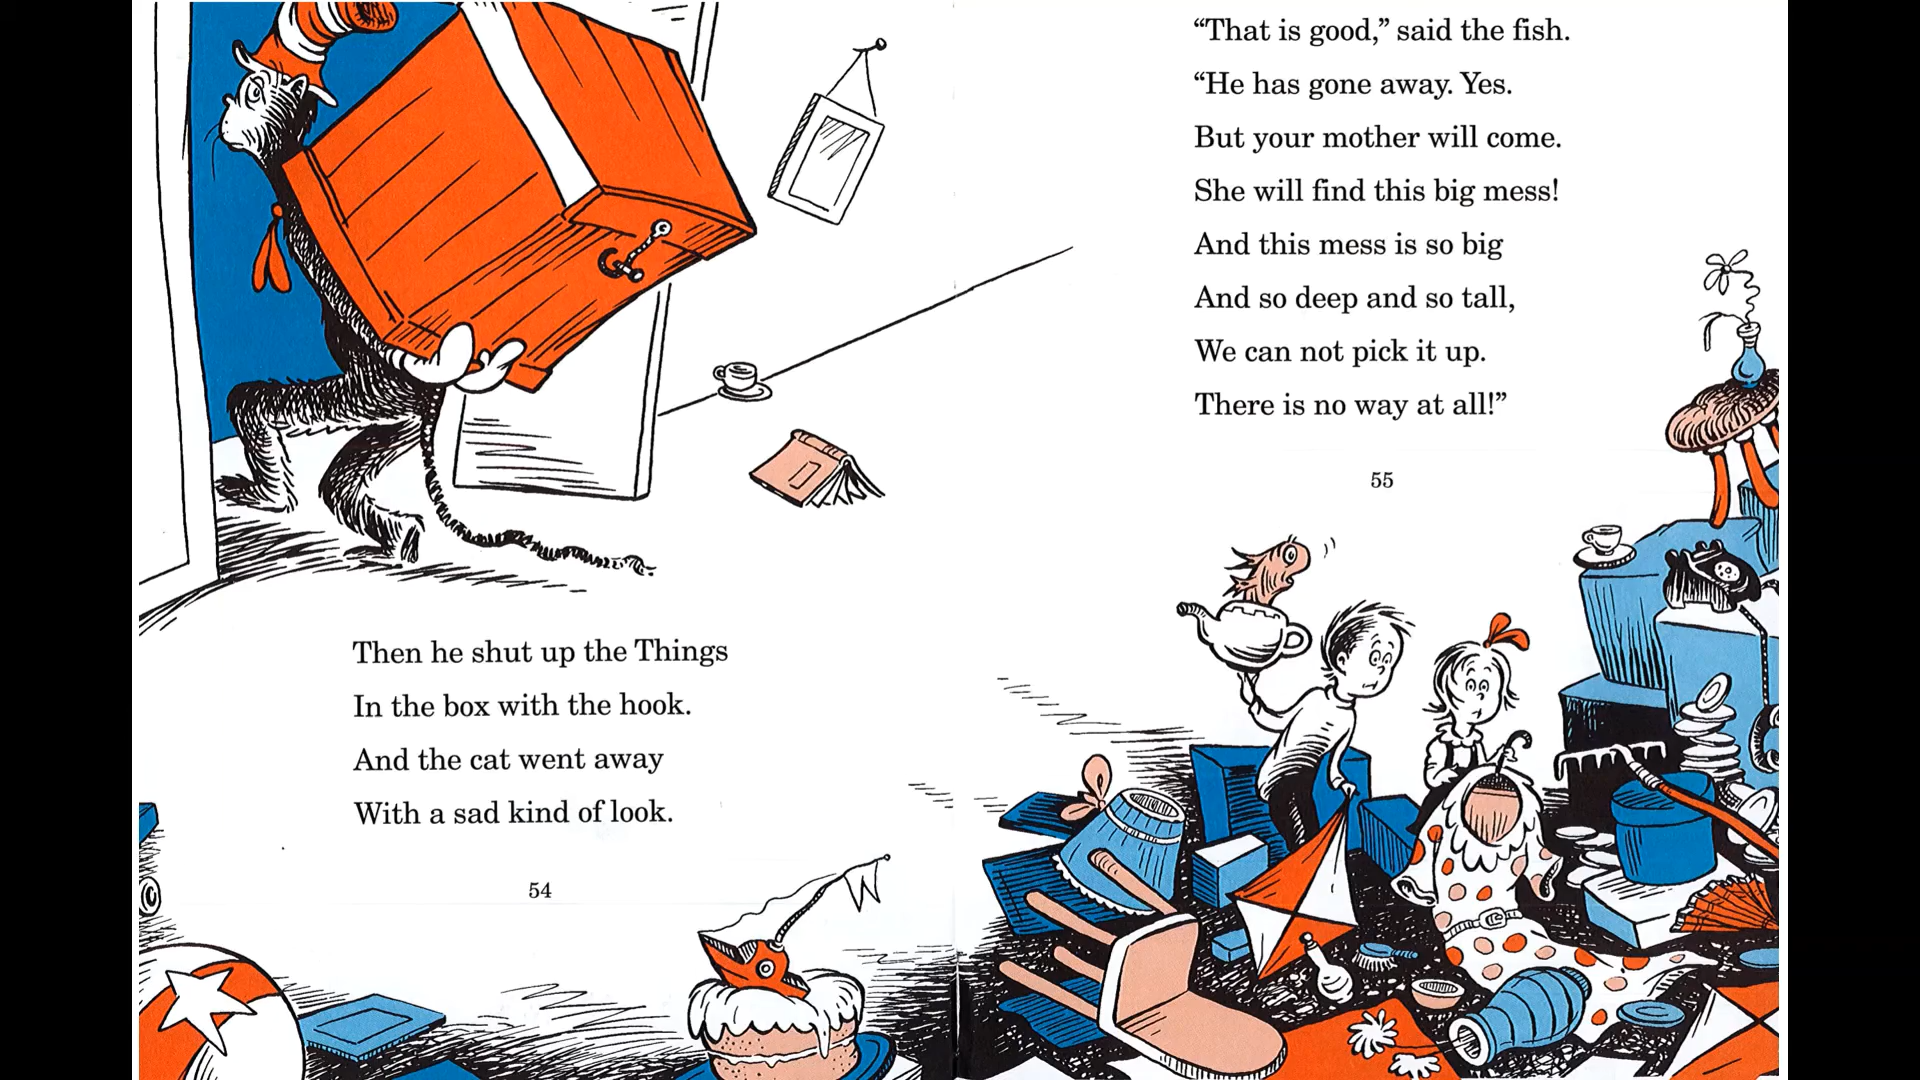 Then he shut up the Things
In the box with the hook.
And the cat went away
With a sad kind of look.
54
“That is good,” said the fish.
“He has gone away. Yes.
But your mother will come.
She will find this big mess!
And this mess is so big
And so deep and so tall,
We can not pick it up.
There is no way at all!”
55